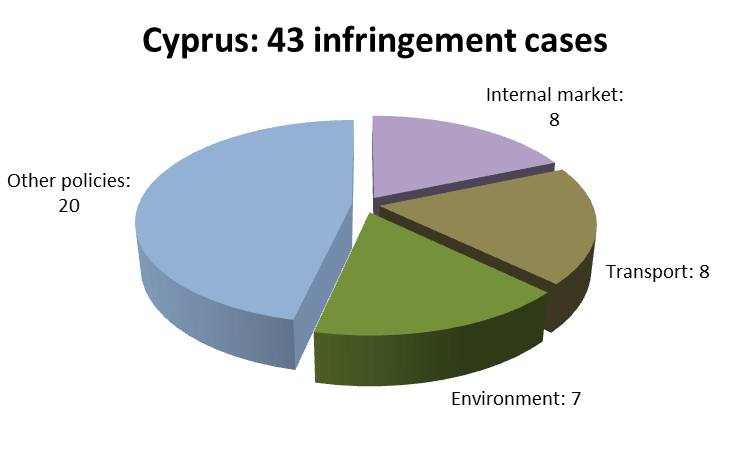 Cyprus: 43 infringement cases
Internal market:
8
Other policies:
20
Transport: 8
Environment: 7